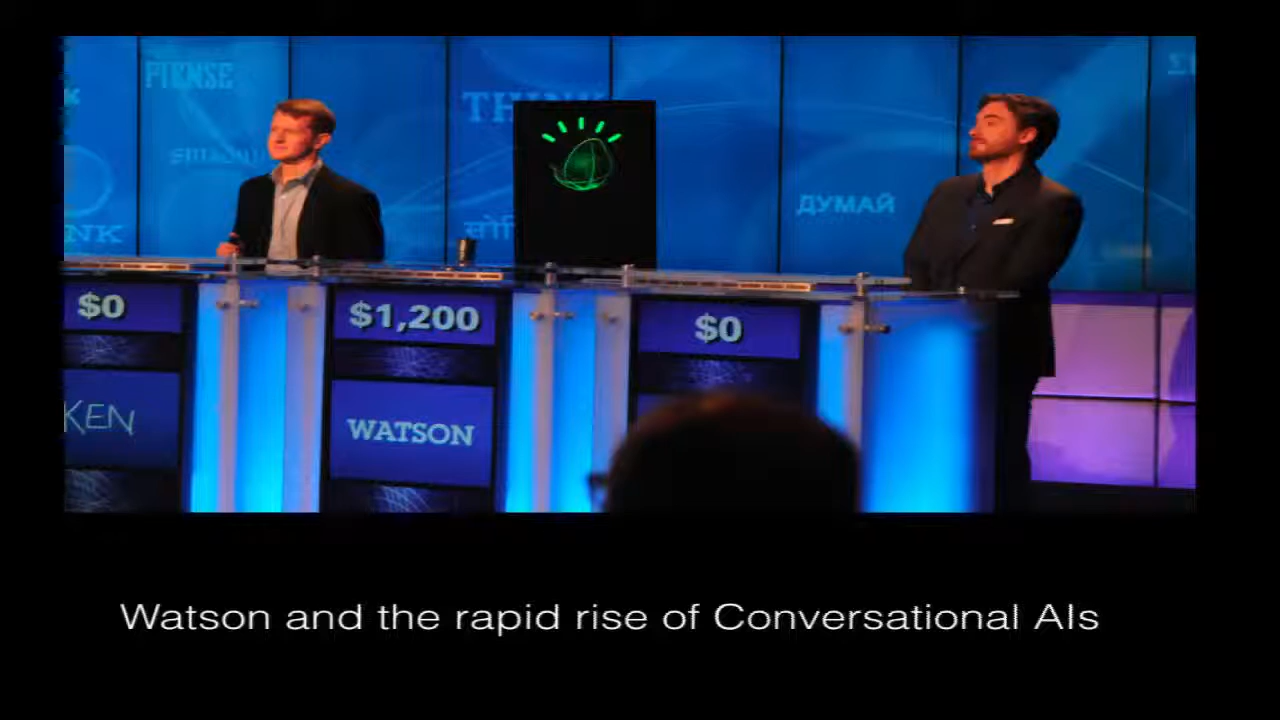 PIENSE
THINK
ДУМАЙ
$0
$1,200
$0
KEN
WATSON
Watson and the rapid rise of Conversational AIs